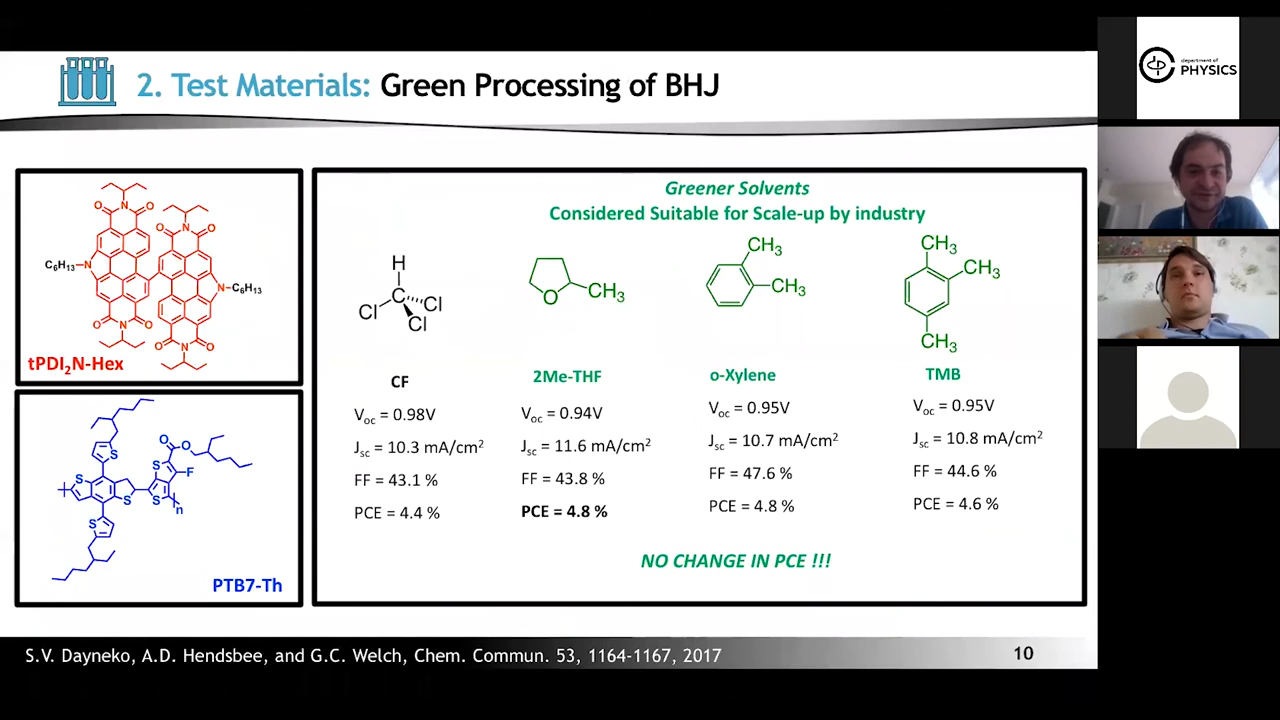 2. Test Materials: Green Processing of BHJ
department of
PHYSICS
O
N
O
O
N
O
C6H13
N
N
C6H13
O
N
O
O
N
O
tPDI2N-Hex
S
O
O
S
F
S
S
S
S
n
PTB7-Th
Greener Solvents
Considered Suitable for Scale-up by industry
H
C
Cl
Cl
Cl
O
CH3
CH3
CH3
CH3
CH3
CH3
CF
Voc = 0.98V
Jsc = 10.3 mA/cm²
FF = 43.1 %
PCE = 4.4 %
2Me-THF
Voc = 0.94V
Jsc = 11.6 mA/cm²
FF = 43.8 %
PCE = 4.8 %
o-Xylene
Voc = 0.95V
Jsc = 10.7 mA/cm²
FF = 47.6 %
PCE = 4.8 %
TMB
Voc = 0.95V
Jsc = 10.8 mA/cm²
FF = 44.6 %
PCE = 4.6 %
NO CHANGE IN PCE !!!
S.V. Dayneko, A.D. Hendsbee, and G.C. Welch, Chem. Commun. 53, 1164-1167, 2017
10